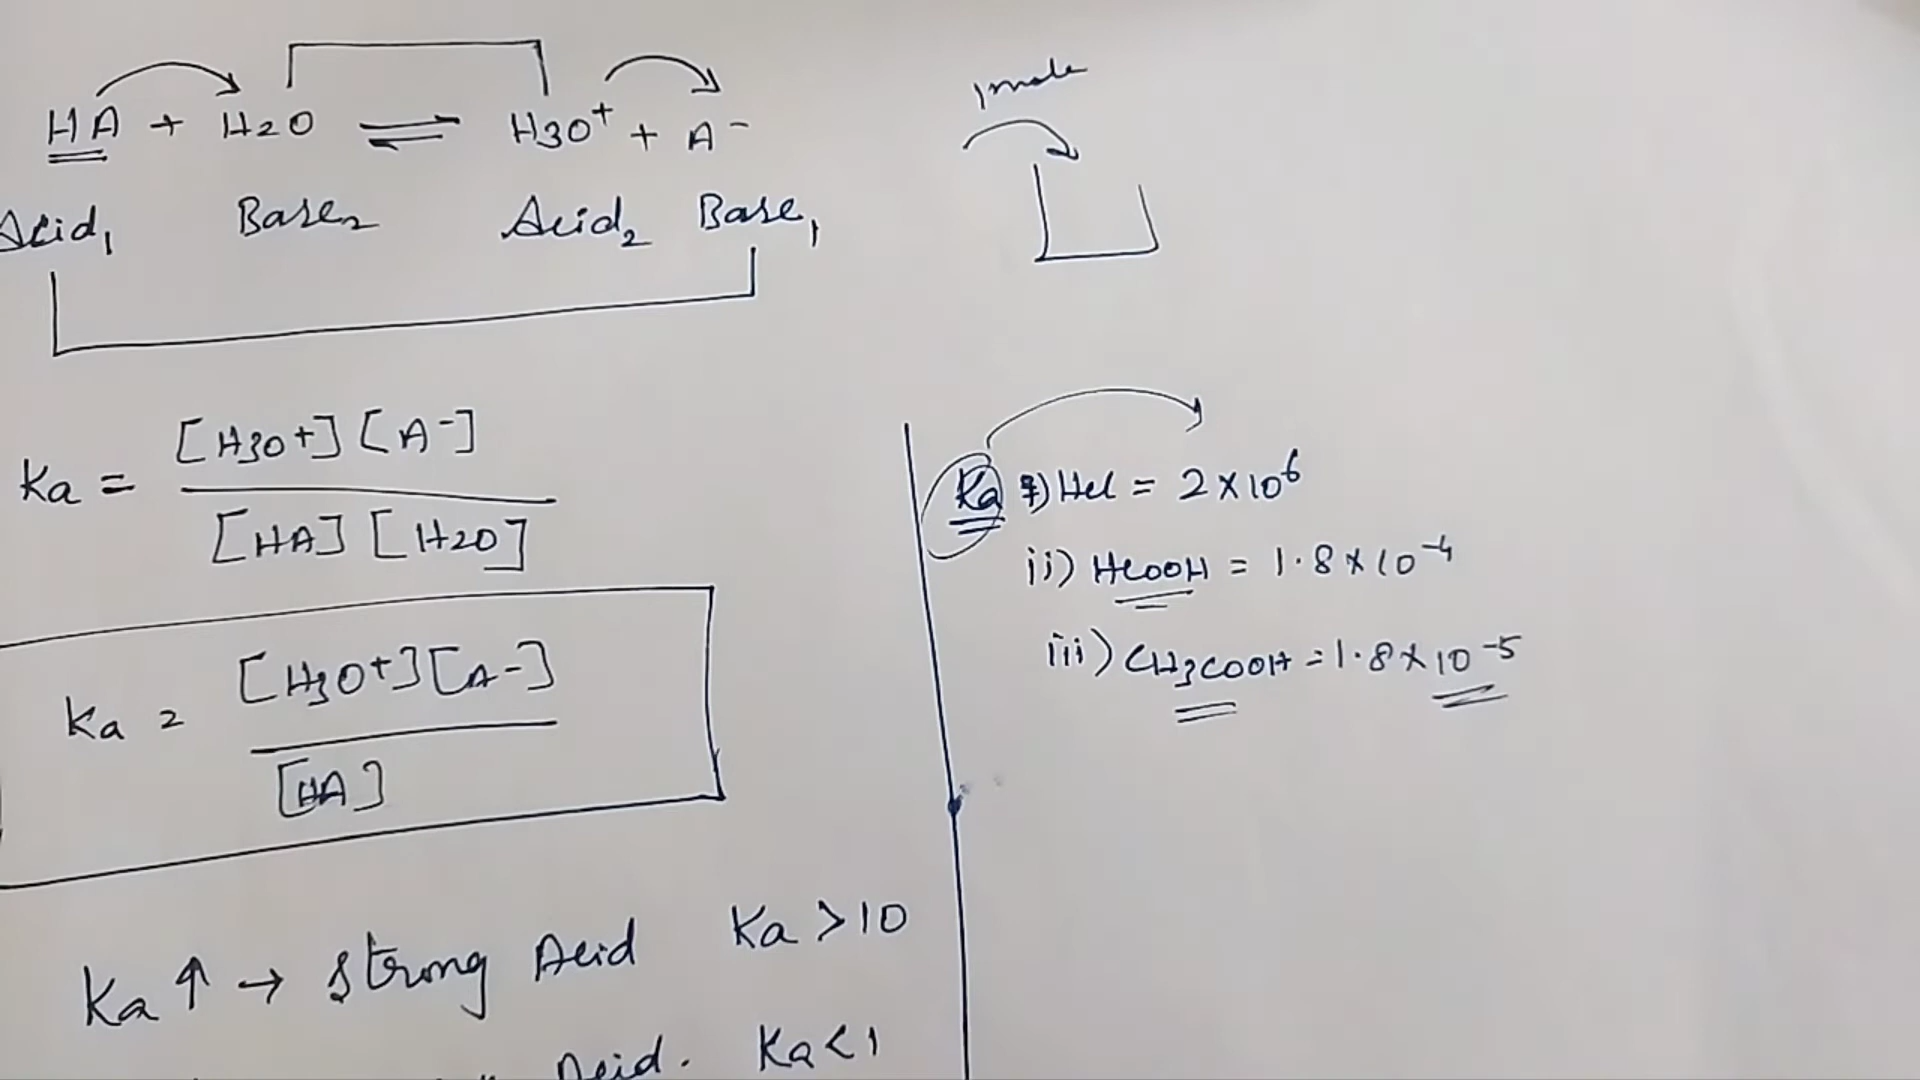 HA + H2O ⇌ H3O+ + A-
Acid1 Base2 Acid2 Base1
Ka = [H3O+][A-]
[HA][H2O]
Ka = [H3O+][A-]
[HA]
Ka ↑ → Strong Acid Ka > 10
Acid. Ka < 1
1 mole
Ka i) HCl = 2 × 10^6
ii) HCOOH = 1.8 × 10^-4
iii) CH3COOH = 1.8 × 10^-5